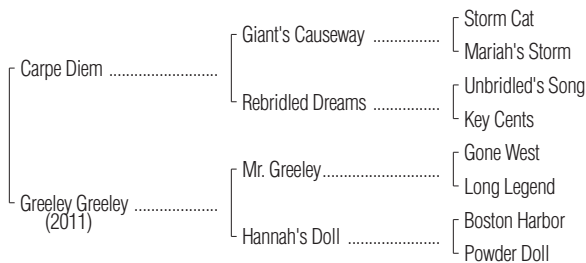 Storm Cat
Giant's Causeway ....................
Mariah's Storm
Carpe Diem ................................
Unbridled's Song
Rebridled Dreams ....................
Key Cents
Gone West
Mr. Greeley...................................
Long Legend
Greeley Greeley ........................
(2011)
Boston Harbor
Hannah's Doll ...........................
Powder Doll